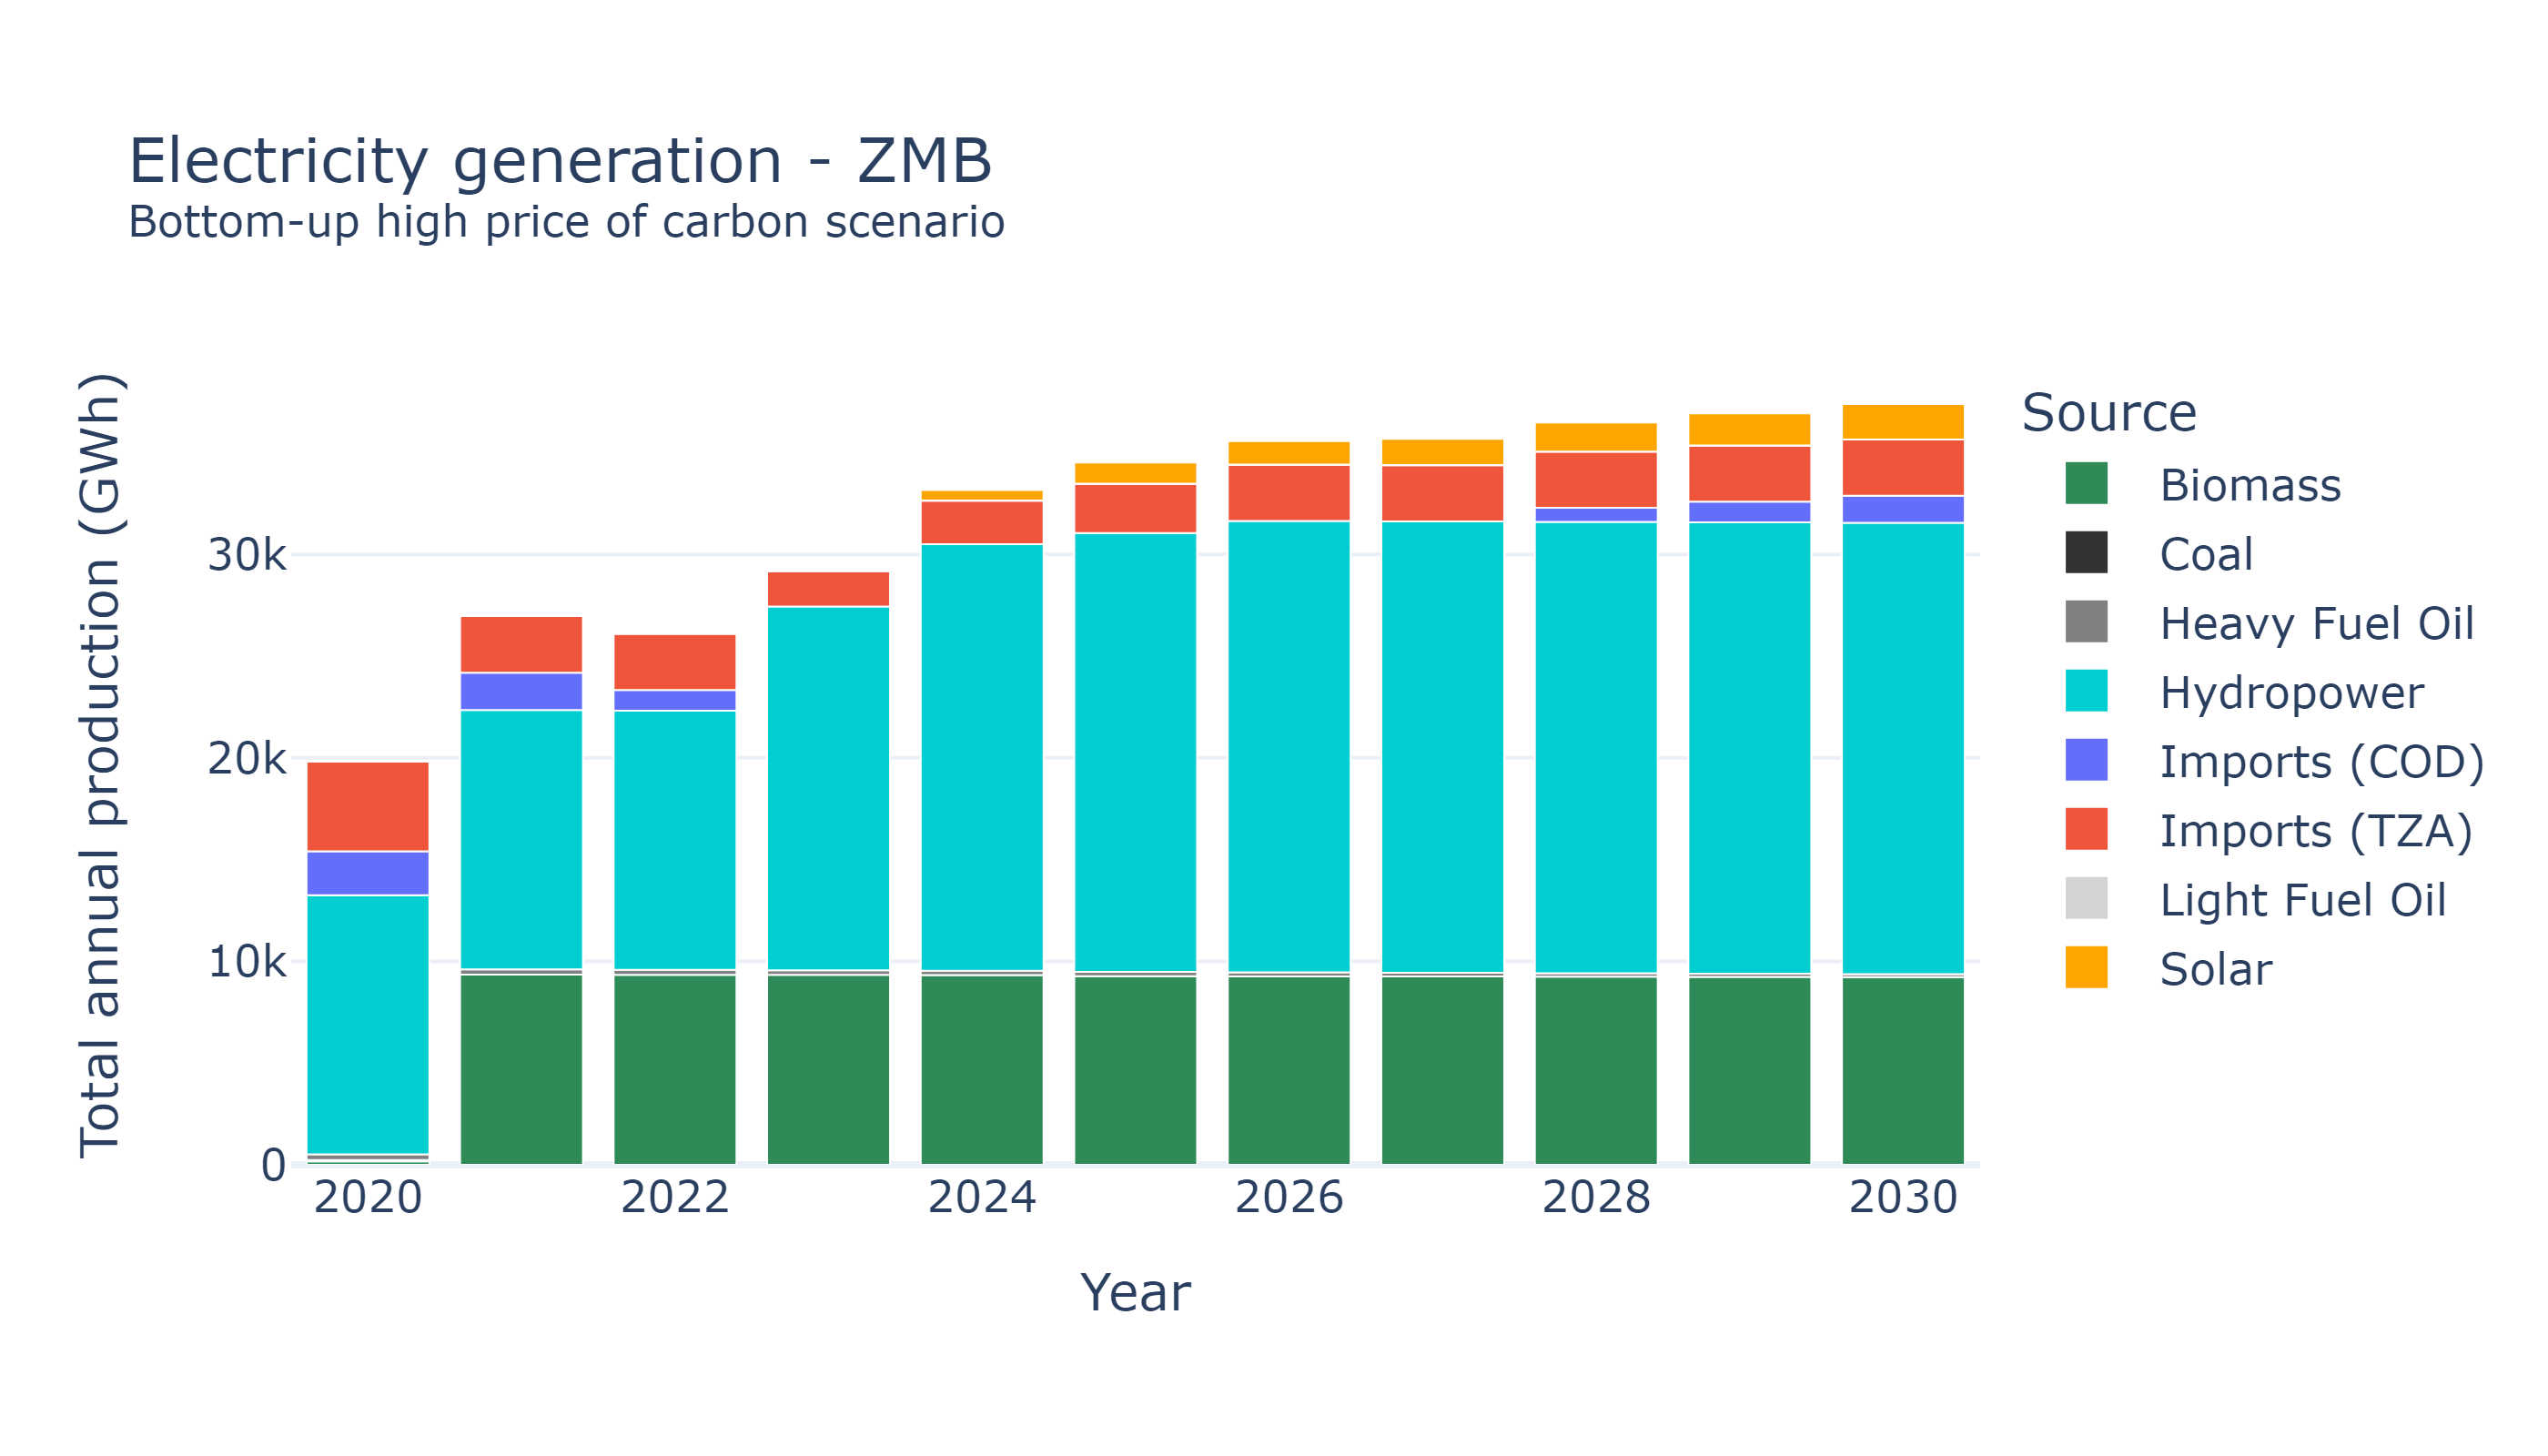 Electricity generation - ZMB
Bottom-up high price of carbon scenario
Total annual production (GWh)
30k
20k
10k
0
2020
2022
2024
2026
2028
2030
Year
Source
Biomass
Coal
Heavy Fuel Oil
Hydropower
Imports (COD)
Imports (TZA)
Light Fuel Oil
Solar